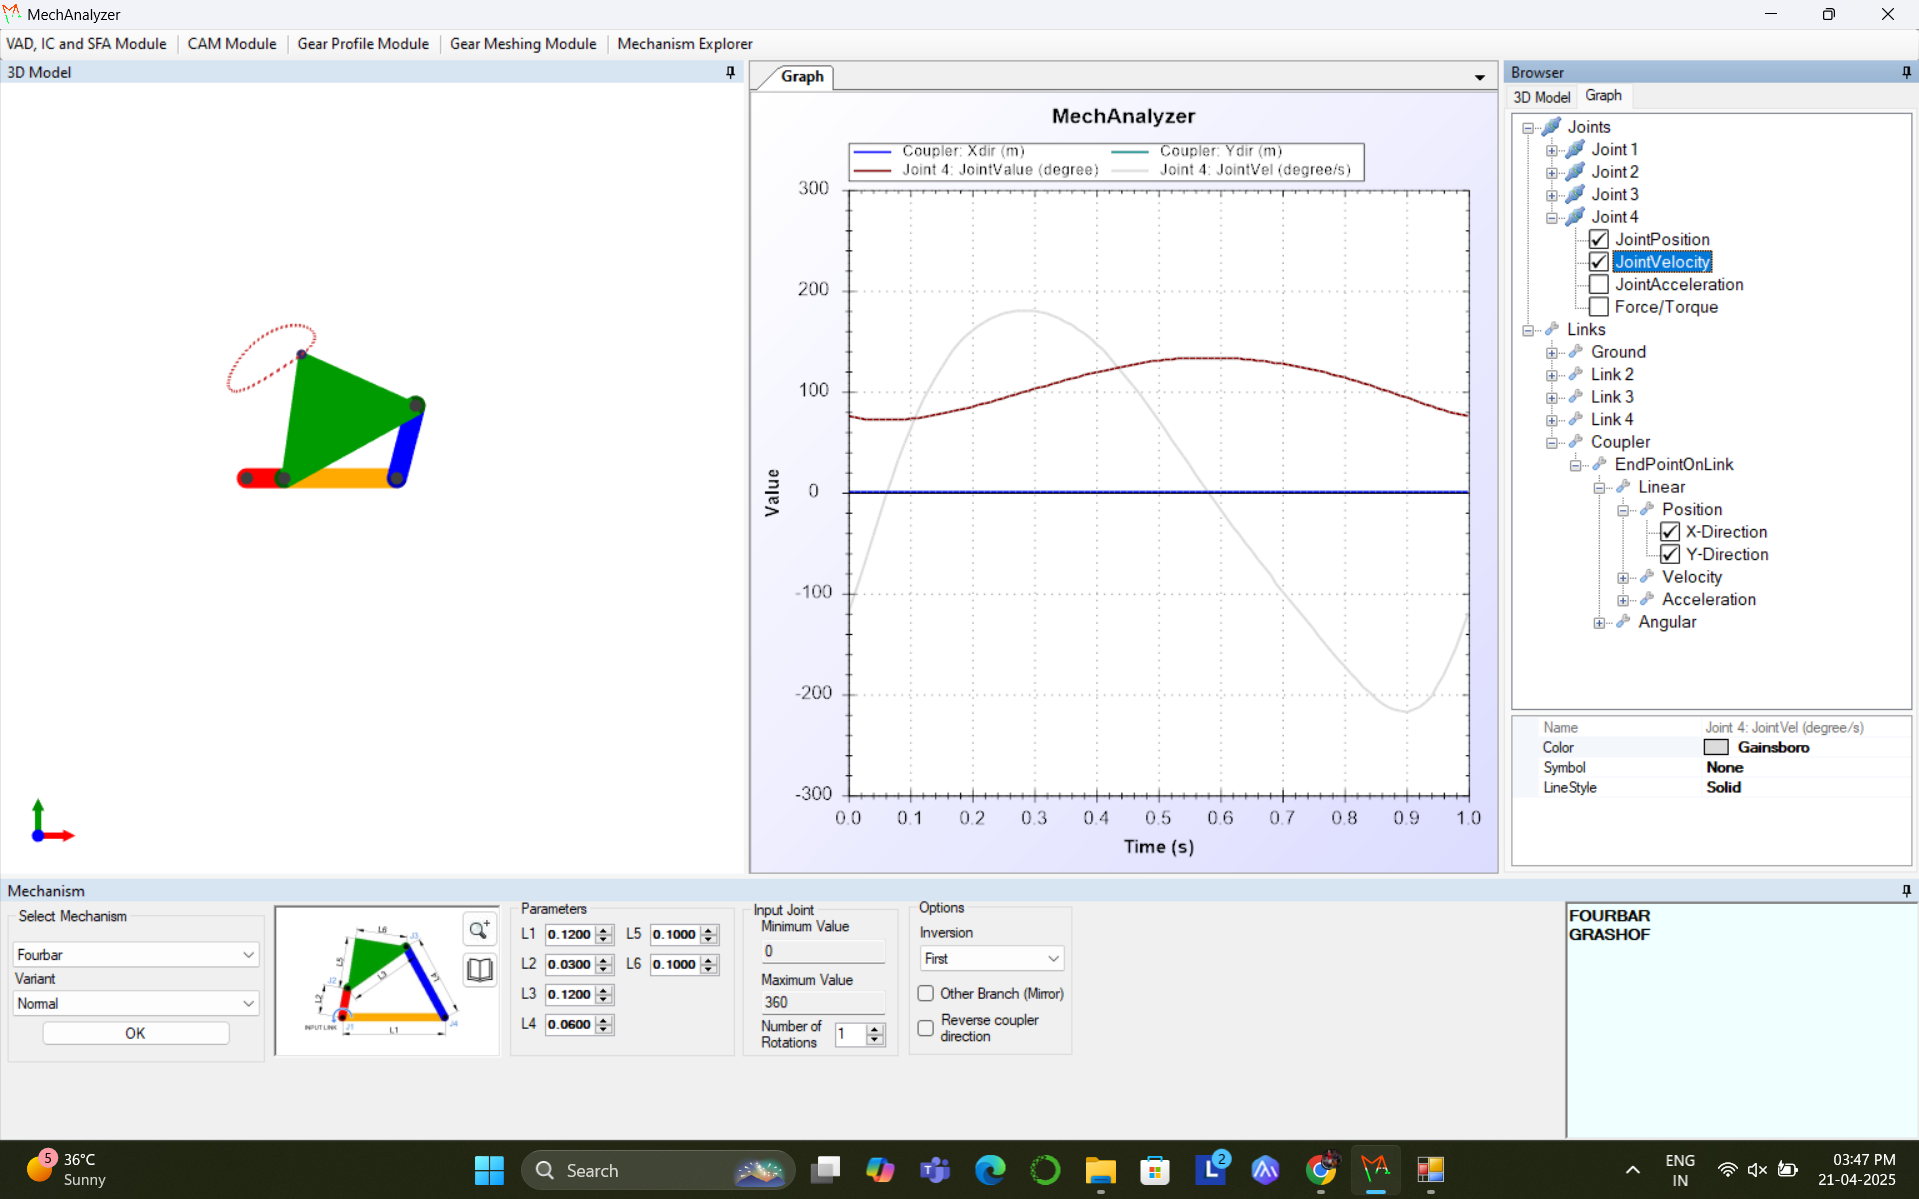 MechAnalyzer
VAD, IC and SFA Module
CAM Module
Gear Profile Module
Gear Meshing Module
Mechanism Explorer
3D Model
Graph
MechAnalyzer
Coupler: Xdir (m)
Coupler: Ydir (m)
Joint 4: JointValue (degree)
Joint 4: JointVel (degree/s)
300
200
100
0
-100
-200
-300
Value
0.0 0.1 0.2 0.3 0.4 0.5 0.6 0.7 0.8 0.9 1.0
Time (s)
Browser
3D Model
Graph
Joints
Joint 1
Joint 2
Joint 3
Joint 4
JointPosition
JointVelocity
JointAcceleration
Force/Torque
Links
Ground
Link 2
Link 3
Link 4
Coupler
EndPointOnLink
Linear
Position
X-Direction
Y-Direction
Velocity
Acceleration
Angular
Name Joint 4: JointVel (degree/s)
Color Gainsboro
Symbol None
LineStyle Solid
Mechanism
Select Mechanism
Fourbar
Variant
Normal
OK
L6
J3
L5
J2
L3
L2
INPUT LINK
J1
L1
J4
Parameters
L1 0.1200 L5 0.1000
L2 0.0300 L6 0.1000
L3 0.1200
L4 0.0600
Input Joint
Minimum Value
0
Maximum Value
360
Number of
Rotations
1
Options
Inversion
First
Other Branch (Mirror)
Reverse coupler
direction
FOURBAR
GRASHOF
5
36°C
Sunny
Search
L
2
ENG
IN
03:47 PM
21-04-2025